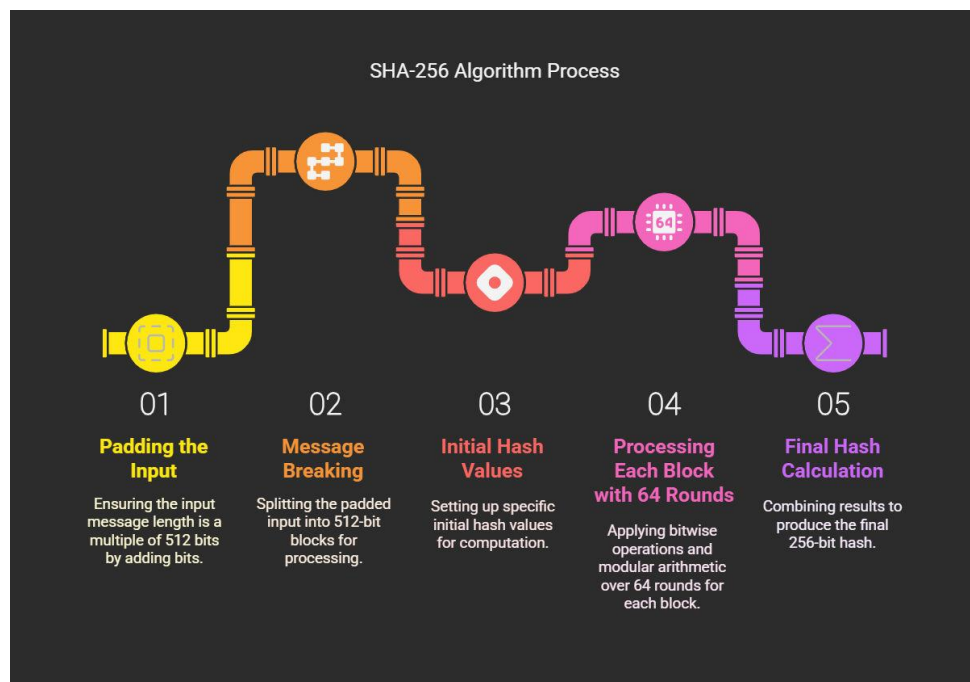 SHA-256 Algorithm Process
64
01
Padding the
Input
Ensuring the input
message length is a
multiple of 512 bits
by adding bits.
02
Message
Breaking
Splitting the padded
input into 512-bit
blocks for
processing.
03
Initial Hash
Values
Setting up specific
initial hash values
for computation.
04
Processing
Each Block
with 64 Rounds
Applying bitwise
operations and
modular arithmetic
over 64 rounds for
each block.
05
Final Hash
Calculation
Combining results to
produce the final
256-bit hash.